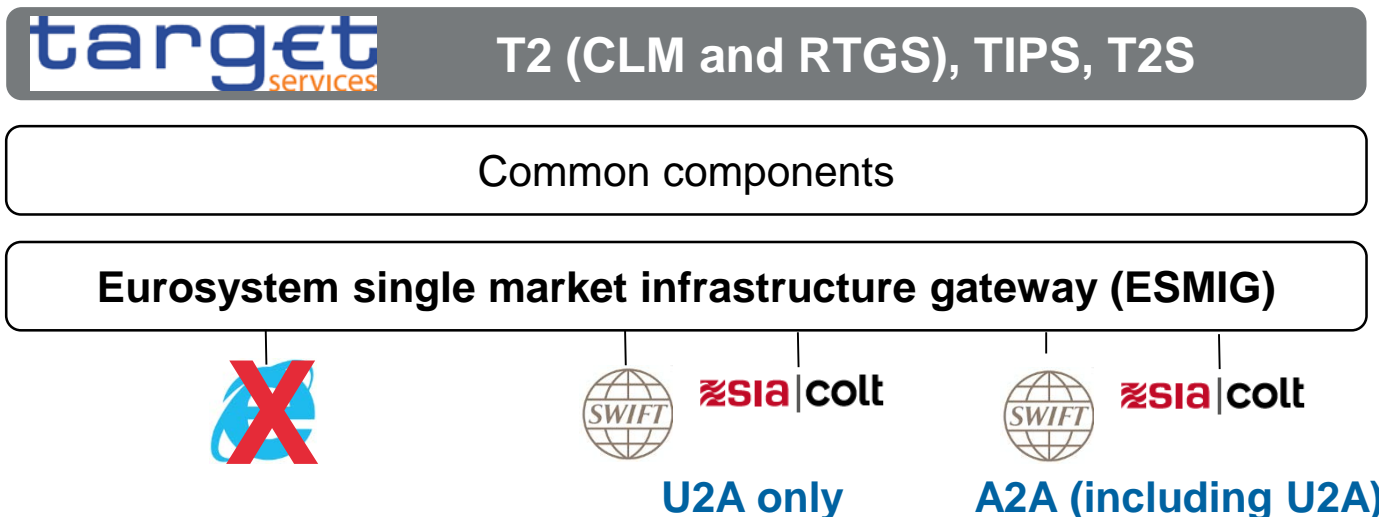 target
services
T2 (CLM and RTGS), TIPS, T2S
Common components
Eurosystem single market infrastructure gateway (ESMIG)
X
SWIFT
sia|colt
SWIFT
sia|colt
U2A only
A2A (including U2A)